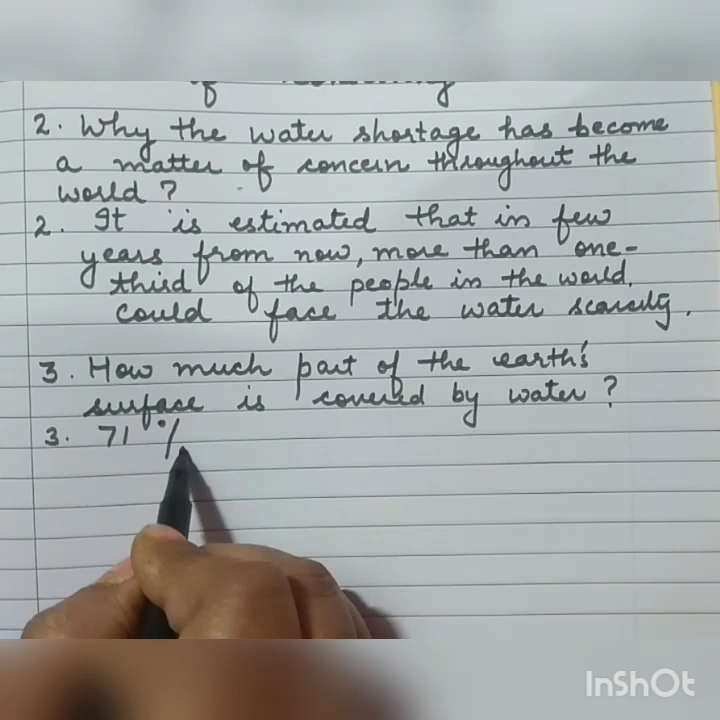 of
2. Why the water shortage has become
a matter of concern throughout the
world?
2. It is estimated that in few
years from now, more than one-
third of the people in the world.
could face the water scarcity.
3. How much part of the earth's
surface is covered by water?
3. 71 %
InShOt